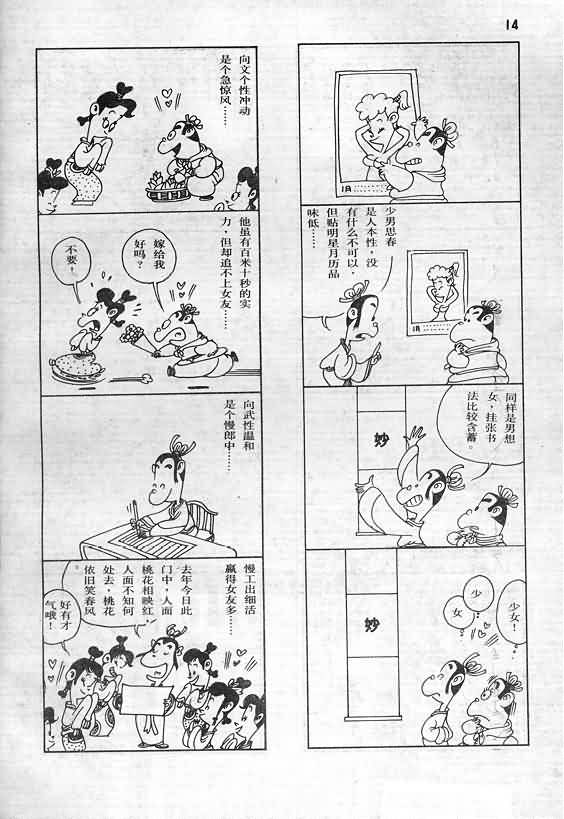 14
1月
少男思春
是人本性，没
有什么不可以，
但贴明星月历品
味低……
1月
同样是男想
女，挂张书
法比较含蓄。
妙
少女！
少
女
妙
向文个性冲动
是个急惊风……
他虽有百米十秒的实
力，但却追不上女友……
嫁给我
好吗？
不要！
向武性温和
是个慢郎中……
慢工出细活
赢得女友多……
去年今日此
门中，人面
桃花相映红，
人面不知何
处去，桃花
依旧笑春风
。
好有才
气哦！